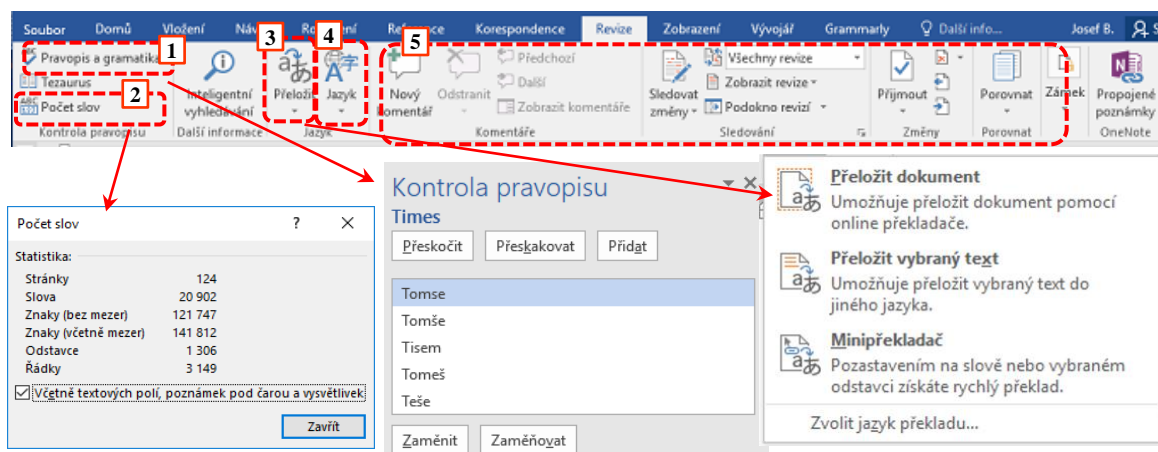 Soubor Domů Vložení Reference Korespondence Revize Zobrazení Vývojář Grammarly Další info... Josef B.
1 2 3 4 5
Pravopis a gramatika
Tezaurus
ABC 123 Počet slov
Kontrola pravopisu
Inteligentní
vyhledávání
Další informace
Přeložit
Jazyk
Jazyk
Nový
komentář
Odstranit
Předchozí
Další
Zobrazit komentáře
Komentáře
Sledovat
změny
Všechny revize
Zobrazit revize
Podokno revizí
Sledování
Přijmout
Změny
Porovnat
Porovnat
Zámek
Propojené
poznámky
OneNote
Počet slov ? ×
Statistika:
Stránky 124
Slova 20 902
Znaky (bez mezer) 121 747
Znaky (včetně mezer) 141 812
Odstavce 1 306
Řádky 3 149
Včetně textových polí, poznámek pod čarou a vysvětlivek
Zavřít
Kontrola pravopisu
Times
Přeskočit Přeskakovat Přidat
Tomse
Tomše
Tisem
Tomeš
Teše
Zaměnit Zaměňovat
Přeložit dokument
Umožňuje přeložit dokument pomocí
online překladače.
Přeložit vybraný text
Umožňuje přeložit vybraný text do
jiného jazyka.
Minipřekladač
Pozastavením na slově nebo vybraném
odstavci získáte rychlý překlad.
Zvolit jazyk překladu...